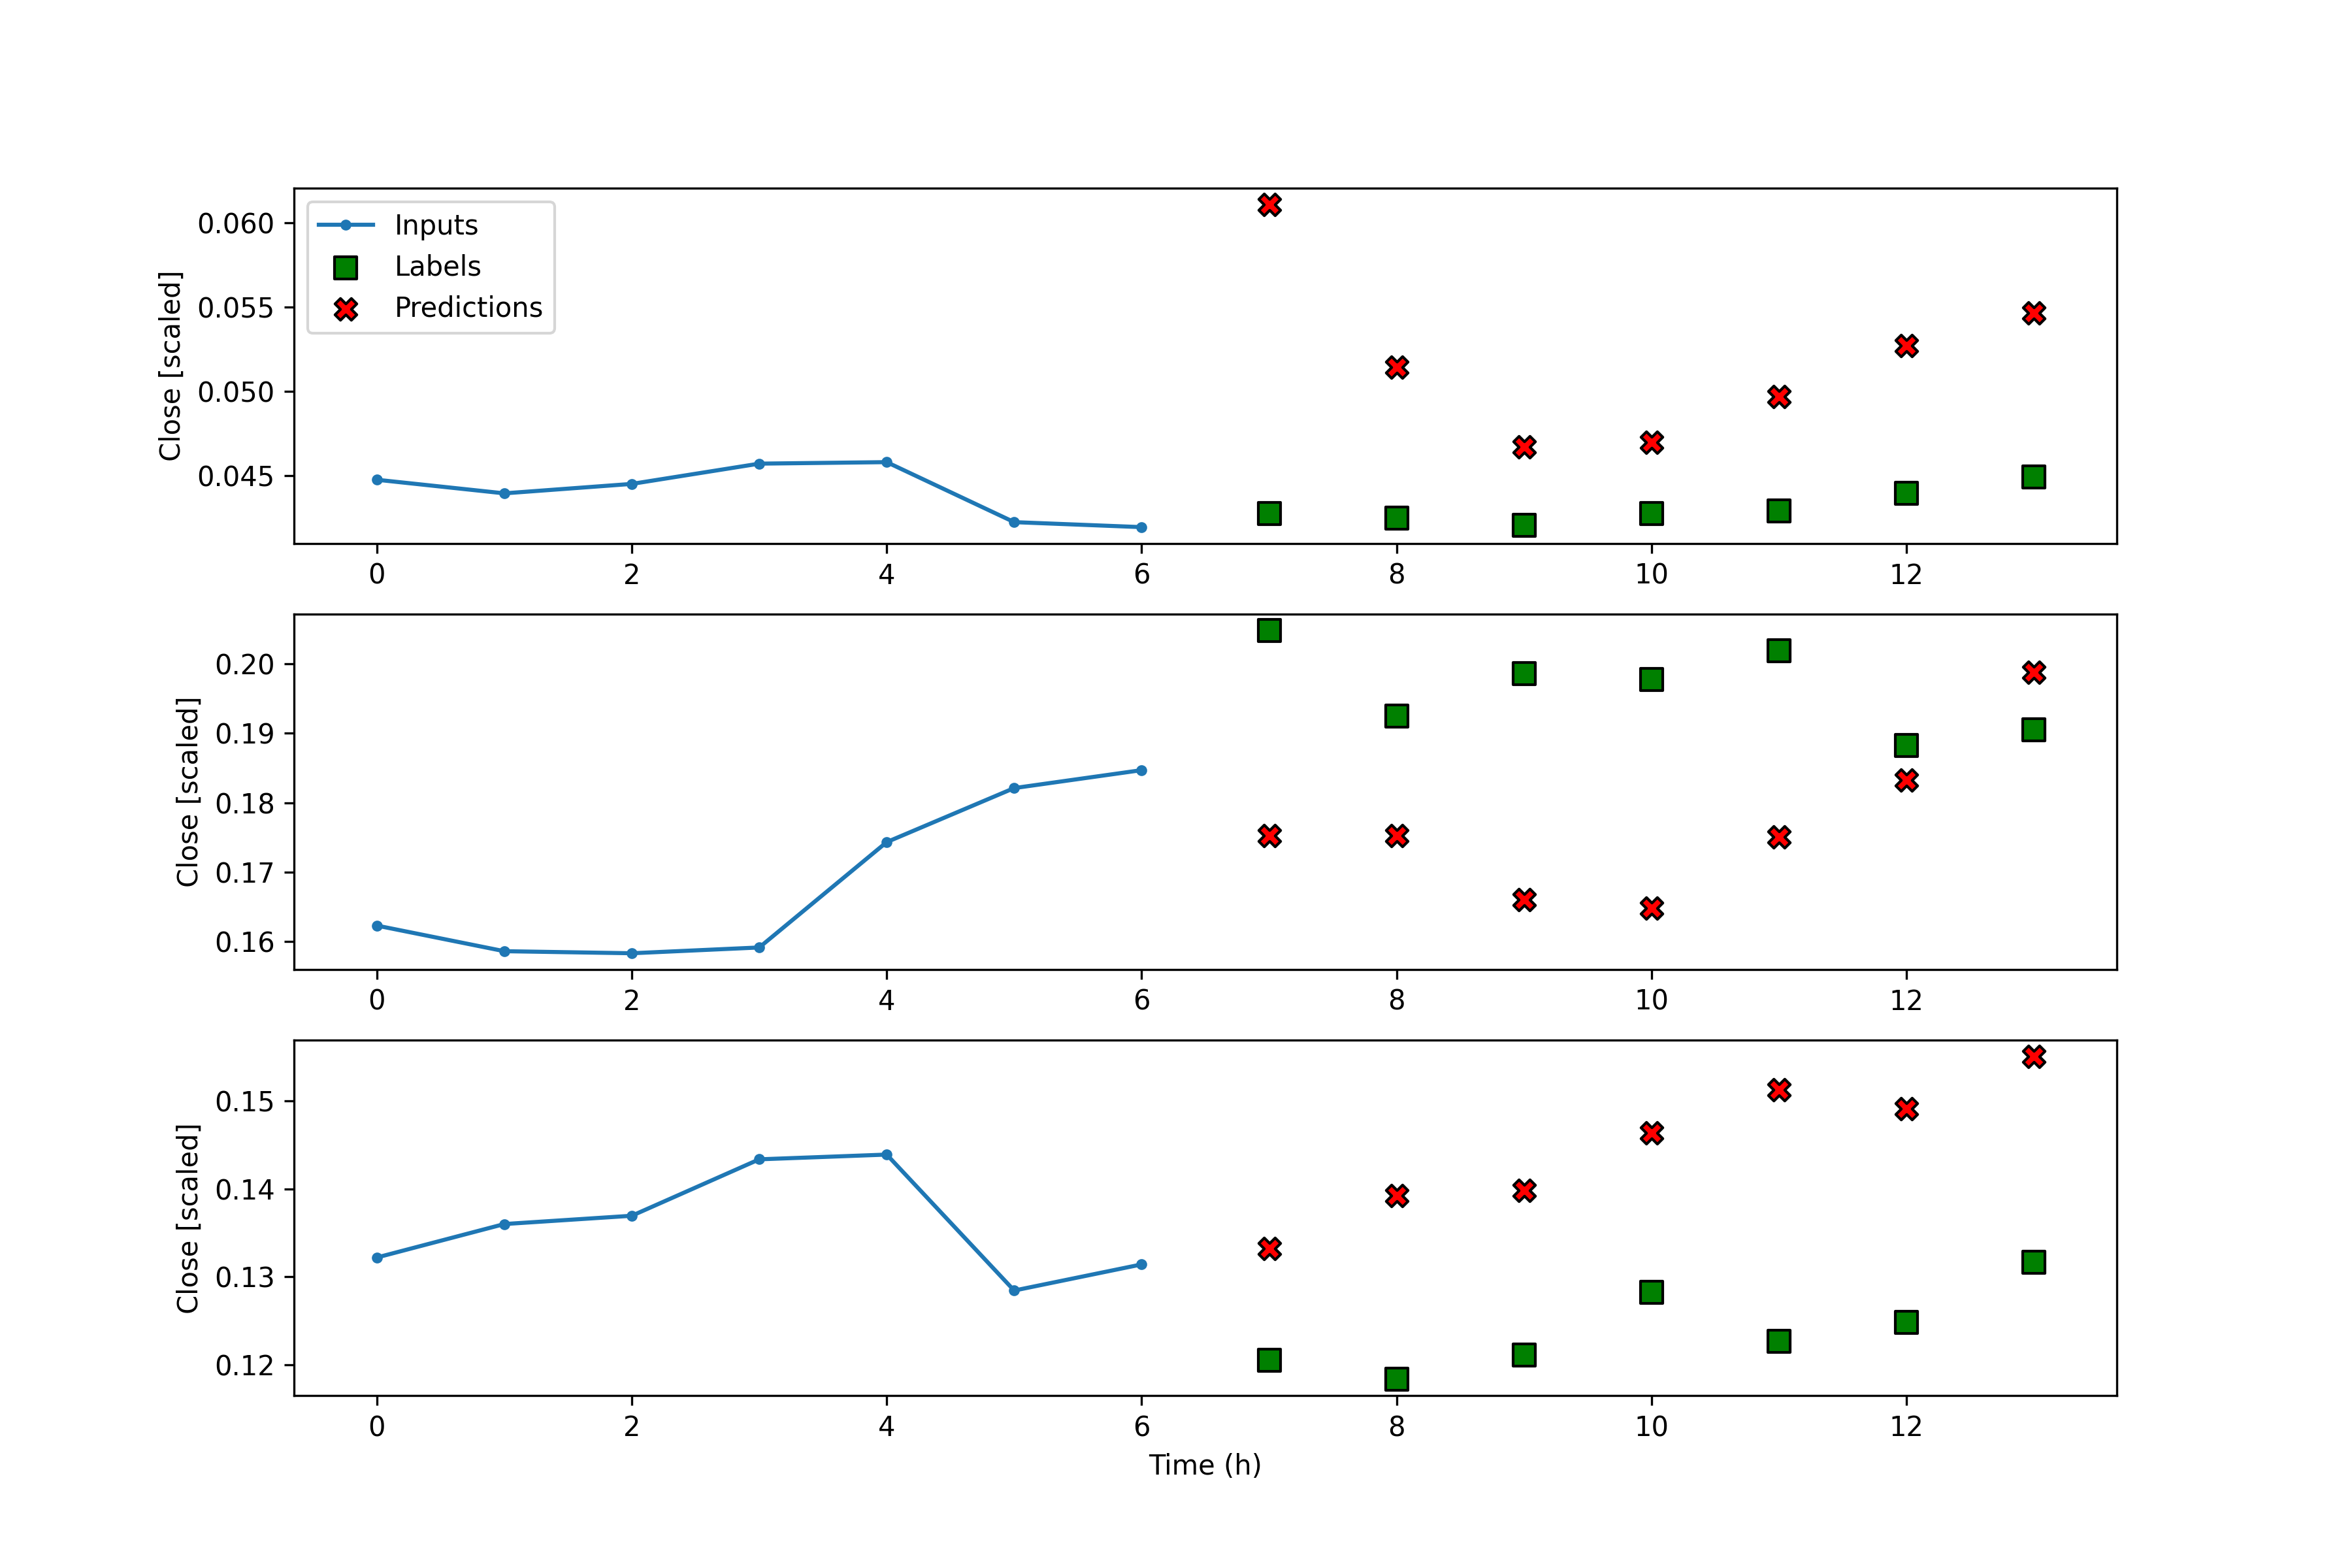 Inputs
Labels
Predictions
Close [scaled]
0.060
0.055
0.050
0.045
0 2 4 6 8 10 12
Close [scaled]
0.20
0.19
0.18
0.17
0.16
0 2 4 6 8 10 12
Close [scaled]
0.15
0.14
0.13
0.12
0 2 4 6 8 10 12
Time (h)